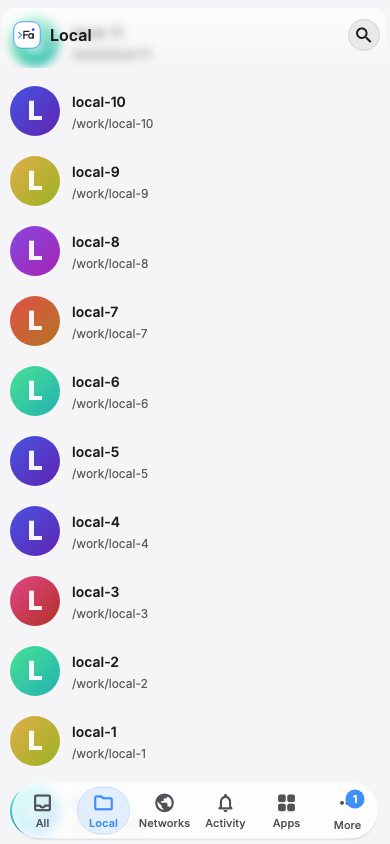 >Fa Local
L local-10
/work/local-10
L local-9
/work/local-9
L local-8
/work/local-8
L local-7
/work/local-7
L local-6
/work/local-6
L local-5
/work/local-5
L local-4
/work/local-4
L local-3
/work/local-3
L local-2
/work/local-2
L local-1
/work/local-1
1
All Local Networks Activity Apps More